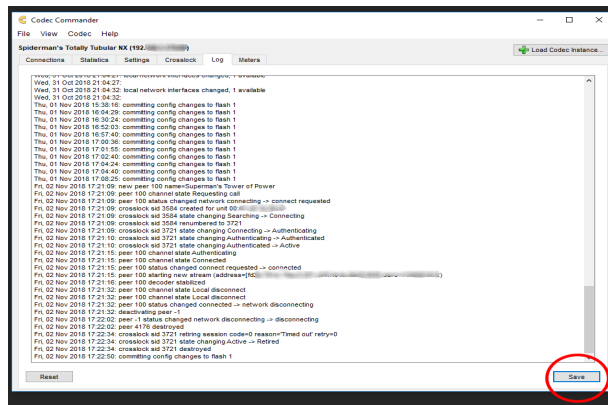 Codec Commander
File View Codec Help
Spiderman's Totally Tubular NX (192.
Load Codec Instance...
Connections Statistics Settings Crosslock Log Meters
Wed, 31 Oct 2018 21:04:27: local network interfaces changed, 1 available
Wed, 31 Oct 2018 21:04:27:
Wed, 31 Oct 2018 21:04:32: local network interfaces changed, 1 available
Wed, 31 Oct 2018 21:04:32:
Thu, 01 Nov 2018 15:38:16: committing config changes to flash 1
Thu, 01 Nov 2018 16:04:29: committing config changes to flash 1
Thu, 01 Nov 2018 16:30:24: committing config changes to flash 1
Thu, 01 Nov 2018 16:52:03: committing config changes to flash 1
Thu, 01 Nov 2018 16:57:40: committing config changes to flash 1
Thu, 01 Nov 2018 17:00:36: committing config changes to flash 1
Thu, 01 Nov 2018 17:01:55: committing config changes to flash 1
Thu, 01 Nov 2018 17:02:40: committing config changes to flash 1
Thu, 01 Nov 2018 17:04:24: committing config changes to flash 1
Thu, 01 Nov 2018 17:04:40: committing config changes to flash 1
Thu, 01 Nov 2018 17:08:25: committing config changes to flash 1
Fri, 02 Nov 2018 17:21:09: new peer 100 name=Superman's Tower of Power
Fri, 02 Nov 2018 17:21:09: peer 100 channel state Requesting call
Fri, 02 Nov 2018 17:21:09: peer 100 status changed network connecting -> connect requested
Fri, 02 Nov 2018 17:21:09: crosslock sid 3584 created for unit 00:
Fri, 02 Nov 2018 17:21:09: crosslock sid 3584 state changing Searching -> Connecting
Fri, 02 Nov 2018 17:21:09: crosslock sid 3584 renumbered to 3721
Fri, 02 Nov 2018 17:21:09: crosslock sid 3721 state changing Connecting -> Authenticating
Fri, 02 Nov 2018 17:21:10: crosslock sid 3721 state changing Authenticating -> Authenticated
Fri, 02 Nov 2018 17:21:10: crosslock sid 3721 state changing Authenticated -> Active
Fri, 02 Nov 2018 17:21:15: peer 100 channel state Authenticating
Fri, 02 Nov 2018 17:21:15: peer 100 channel state Connected
Fri, 02 Nov 2018 17:21:15: peer 100 status changed connect requested -> connected
Fri, 02 Nov 2018 17:21:15: peer 100 starting new stream (address=fd
Fri, 02 Nov 2018 17:21:16: peer 100 decoder stabilized
Fri, 02 Nov 2018 17:21:32: peer 100 channel state Local disconnect
Fri, 02 Nov 2018 17:21:32: peer 100 channel state Local disconnect
Fri, 02 Nov 2018 17:21:32: peer 100 status changed connected -> network disconnecting
Fri, 02 Nov 2018 17:21:32: deactivating peer -1
Fri, 02 Nov 2018 17:22:02: peer -1 status changed network disconnecting -> disconnecting
Fri, 02 Nov 2018 17:22:02: peer 4176 destroyed
Fri, 02 Nov 2018 17:22:34: crosslock sid 3721 retiring session code=0 reason='Timed out' retry=0
Fri, 02 Nov 2018 17:22:34: crosslock sid 3721 state changing Active -> Retired
Fri, 02 Nov 2018 17:22:34: crosslock sid 3721 destroyed
Fri, 02 Nov 2018 17:22:50: committing config changes to flash 1
Reset Save